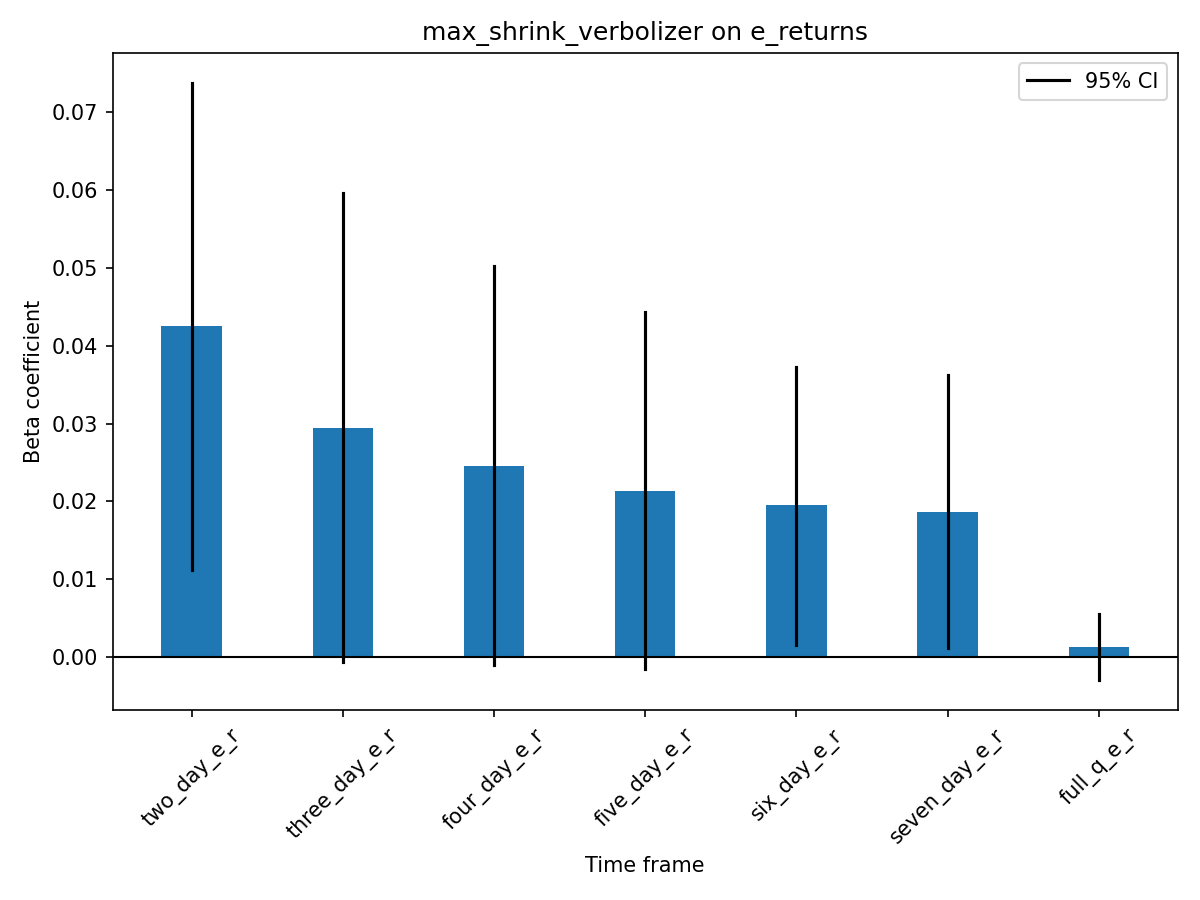 max_shrink_verbolizer on e_returns
95% CI
Beta coefficient
0.07
0.06
0.05
0.04
0.03
0.02
0.01
0.00
two_day_e_r
three_day_e_r
four_day_e_r
five_day_e_r
six_day_e_r
seven_day_e_r
full_q_e_r
Time frame